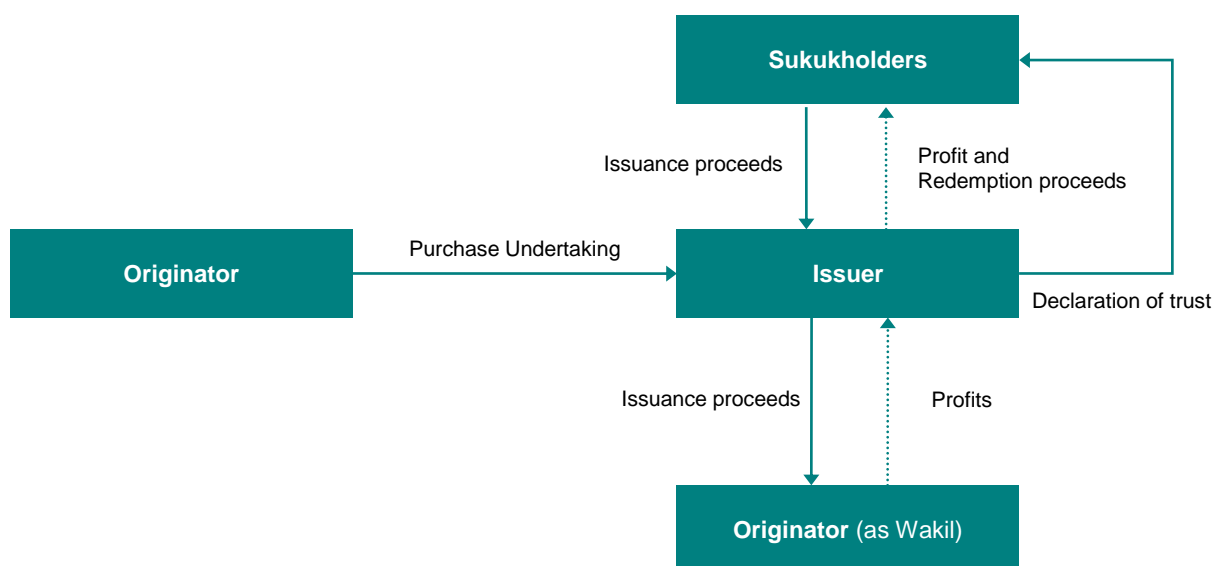 Sukukholders
Issuance proceeds
Profit and
Redemption proceeds
Purchase Undertaking
Originator
Issuer
Declaration of trust
Issuance proceeds
Profits
Originator (as Wakil)